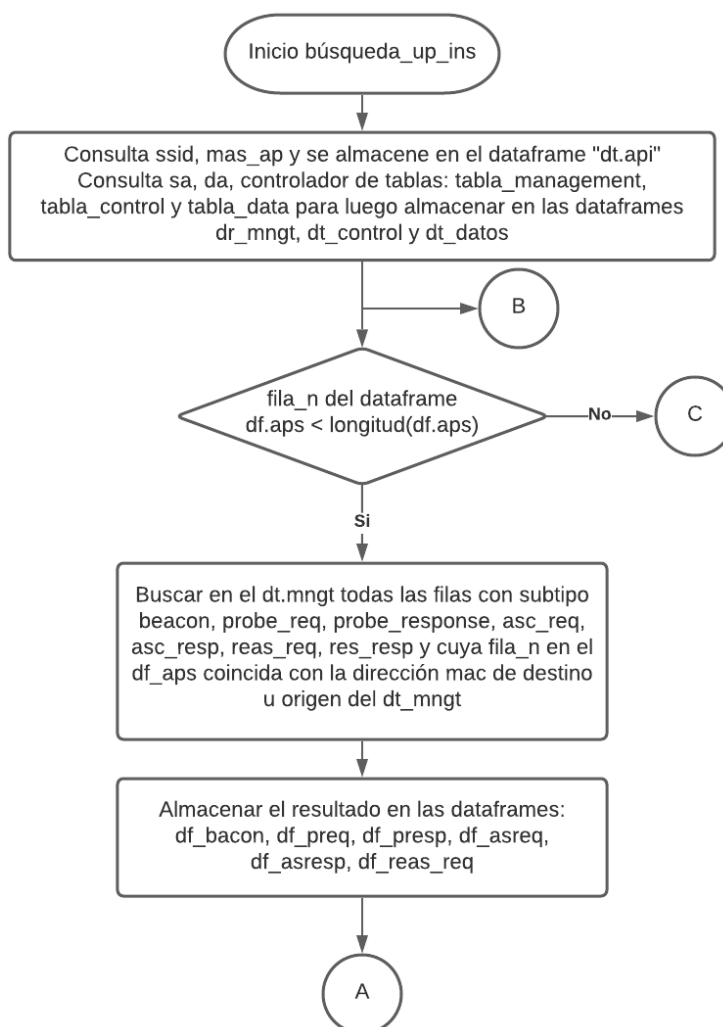 Inicio búsqueda_up_ins
Consulta ssid, mas_ap y se almacene en el dataframe "dt.api"
Consulta sa, da, controlador de tablas: tabla_management,
tabla_control y tabla_data para luego almacenar en las dataframes
dr_mngt, dt_control y dt_datos
B
fila_n del dataframe
df.aps < longitud(df.aps)
No
C
Si
Buscar en el dt.mngt todas las filas con subtipo
beacon, probe_req, probe_response, asc_req,
asc_resp, reas_req, res_resp y cuya fila_n en el
df_aps coincida con la dirección mac de destino
u origen del dt_mngt
Almacenar el resultado en las dataframes:
df_bacon, df_preq, df_presp, df_asreq,
df_asresp, df_reas_req
A